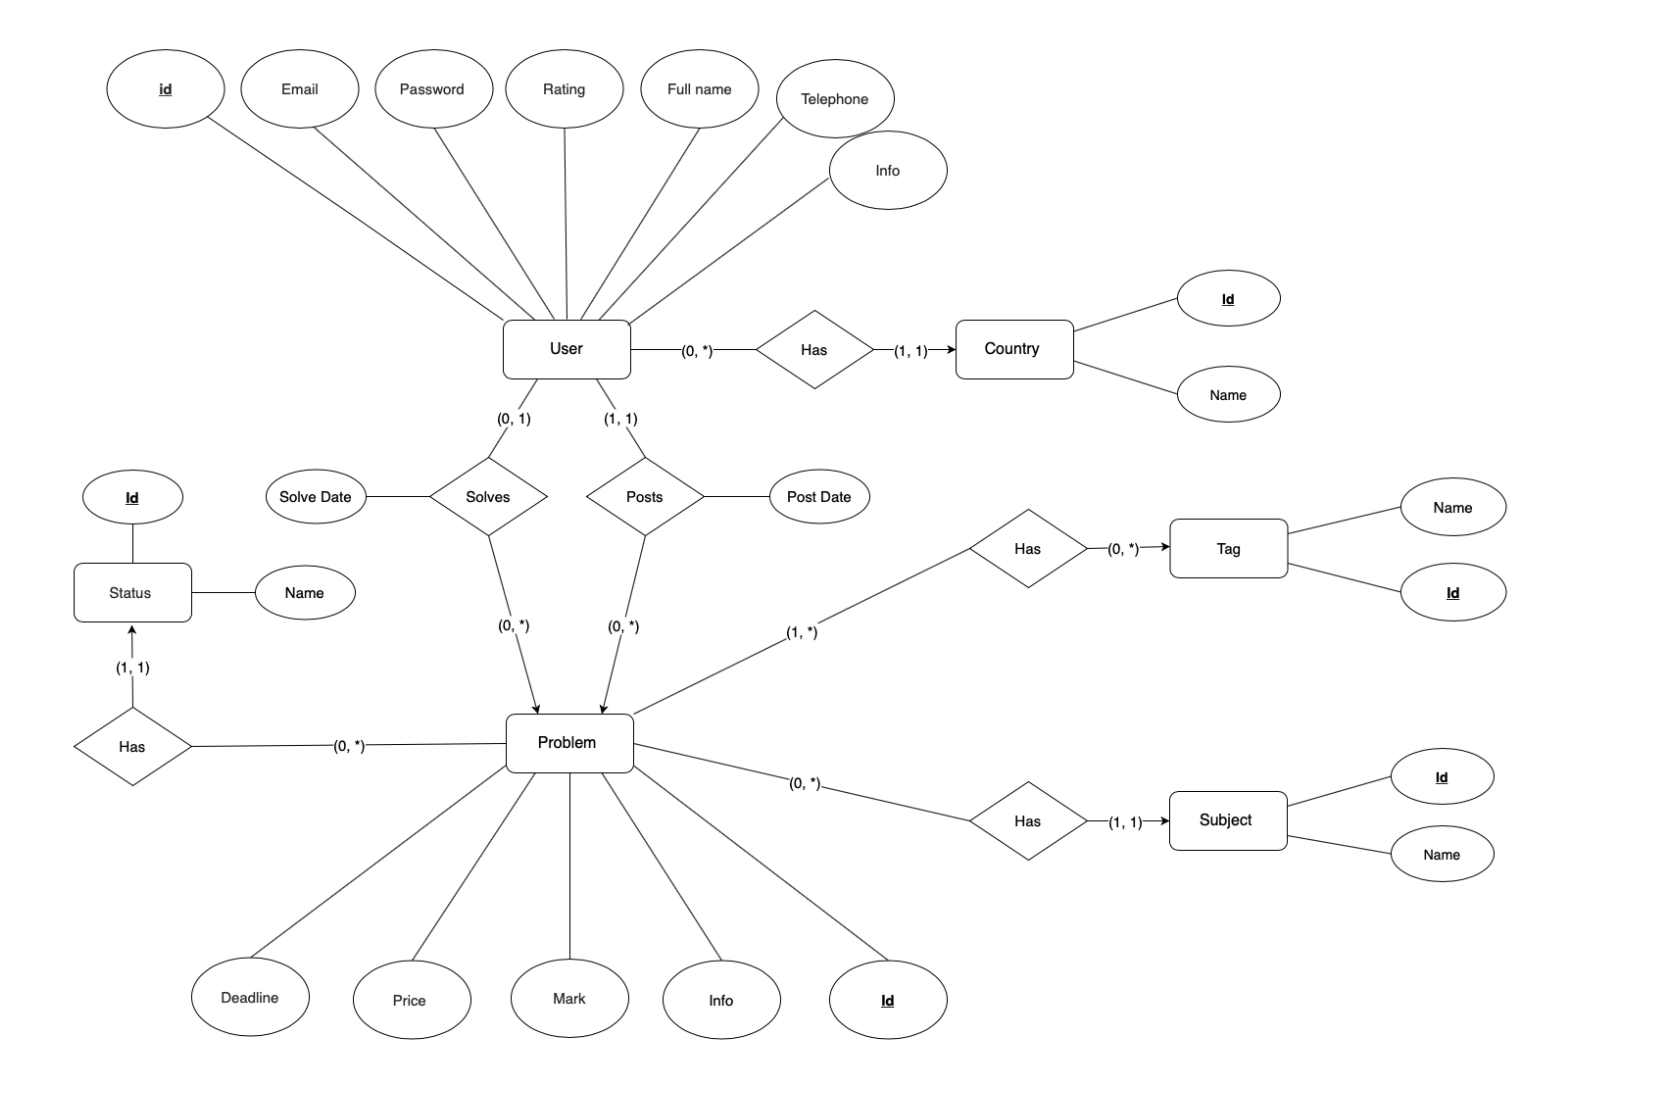 id
Email
Password
Rating
Full name
Telephone
Info
Id
User
(0, *)
Has
(1, 1)
Country
Name
(0, 1)
(1, 1)
Id
Solve Date
Solves
Posts
Post Date
Name
Has
(0, *)
Tag
Status
Name
Id
(0, *)
(0, *)
(1, *)
(1, 1)
Has
(0, *)
Problem
(0, *)
Id
Has
(1, 1)
Subject
Name
Deadline
Price
Mark
Info
Id